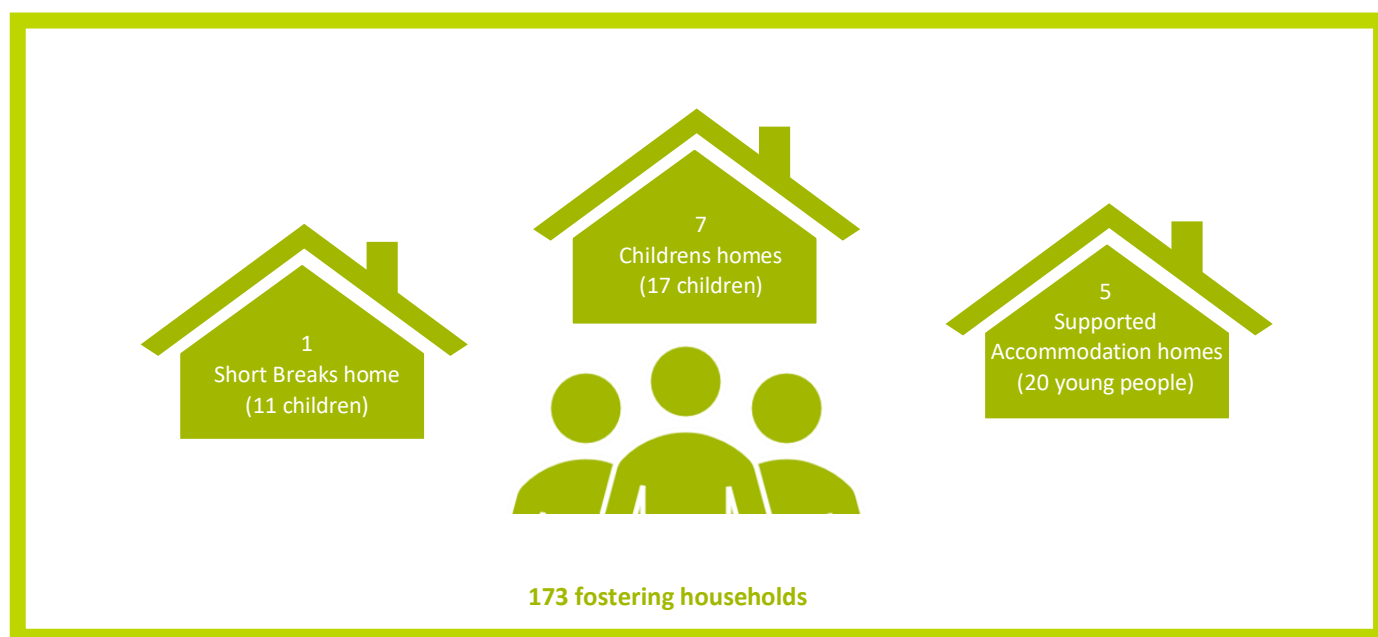 1
Short Breaks home
(11 children)
7
Childrens homes
(17 children)
5
Supported
Accommodation homes
(20 young people)
173 fostering households